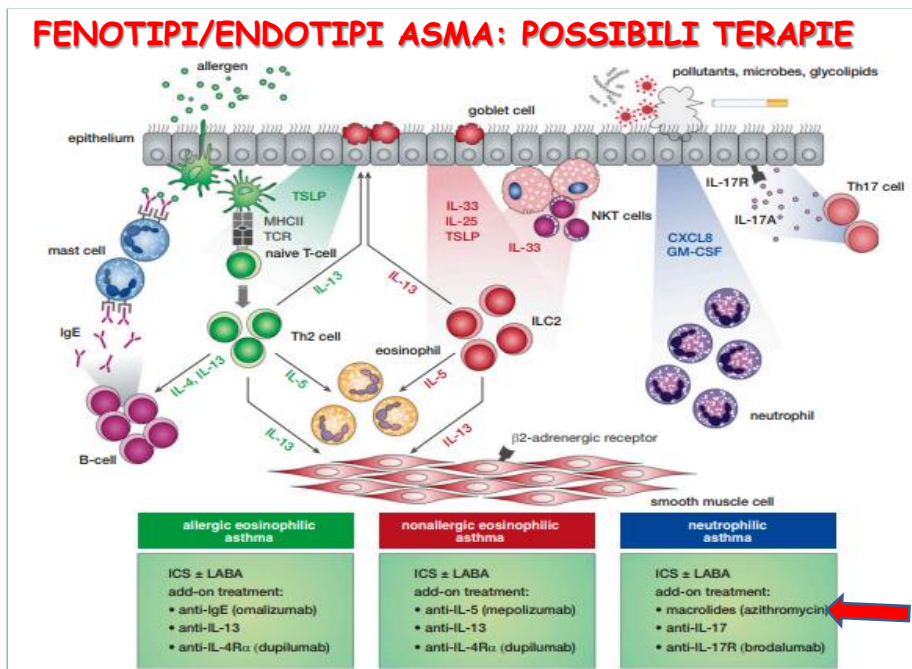 FENOTIPI/ENDOTIPI ASMA: POSSIBILI TERAPIE
allergen
pollutants, microbes, glycolipids
goblet cell
epithelium
IL-17R
Th17 cell
TSLP
IL-33
IL-25
TSLP
NKT cells
IL-17A
MHCII
TCR
IL-33
CXCL8
GM-CSF
mast cell
naive T-cell
IL-13
IL-13
IgE
Th2 cell
ILC2
eosinophil
IL-4, IL-13
IL-5
IL-5
neutrophil
IL-13
IL-13
β2-adrenergic receptor
B-cell
smooth muscle cell
allergic eosinophilic
asthma
ICS ± LABA
add-on treatment:
• anti-IgE (omalizumab)
• anti-IL-13
• anti-IL-4Rα (dupilumab)
nonallergic eosinophilic
asthma
ICS ± LABA
add-on treatment:
• anti-IL-5 (mepolizumab)
• anti-IL-13
• anti-IL-4Rα (dupilumab)
neutrophilic
asthma
ICS ± LABA
add-on treatment:
• macrolides (azithromycin)
• anti-IL-17
• anti-IL-17R (brodalumab)